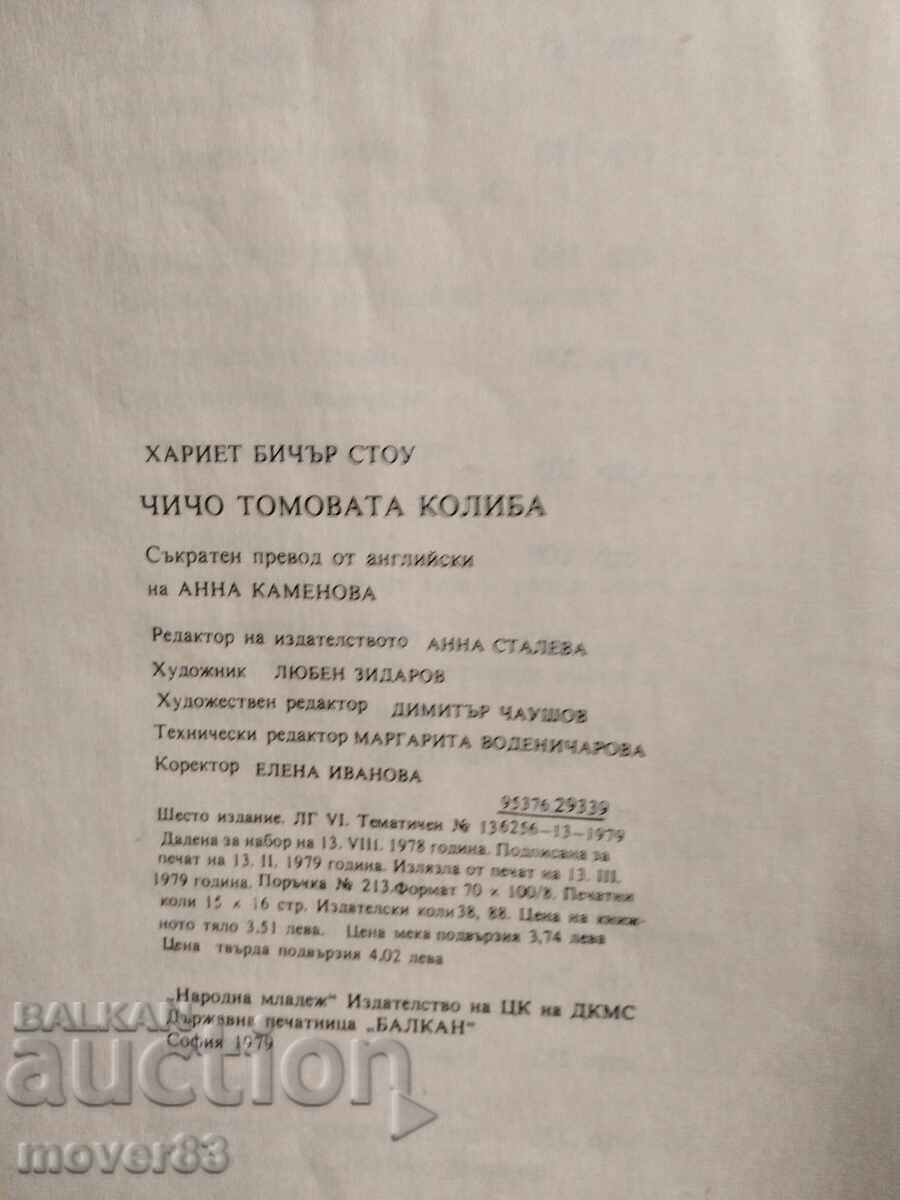 ХАРИЕТ БИЧЪР СТОУ
ЧИЧО ТОМОВАТА КОЛИБА
Съкратен превод от английски
на АННА КАМЕНОВА
Редактор на издателството АННА СТАЛЕВА
Художник ЛЮБЕН ЗИДАРОВ
Художествен редактор ДИМИТЪР ЧАУШОВ
Технически редактор МАРГАРИТА ВОДЕНИЧАРОВА
Коректор ЕЛЕНА ИВАНОВА
95376 29339
Шесто издание. ЛГ VI. Тематичен № 136256—13—1979
Дадена за набор на 13. VIII. 1978 година. Подписана за
печат на 13. II. 1979 година. Излязла от печат на 13. III.
1979 година. Поръчка № 213. Формат 70 × 100/8. Печатни
коли 15 × 16 стр. Издателски коли 38, 88. Цена на книж-
ното тяло 3,51 лева. Цена мека подвързия 3,74 лева
Цена твърда подвързия 4,02 лева
„Народна младеж“ Издателство на ЦК на ДКМС
Държавна печатница „БАЛКАН“
София 1979
BALKAN
auction
mover83